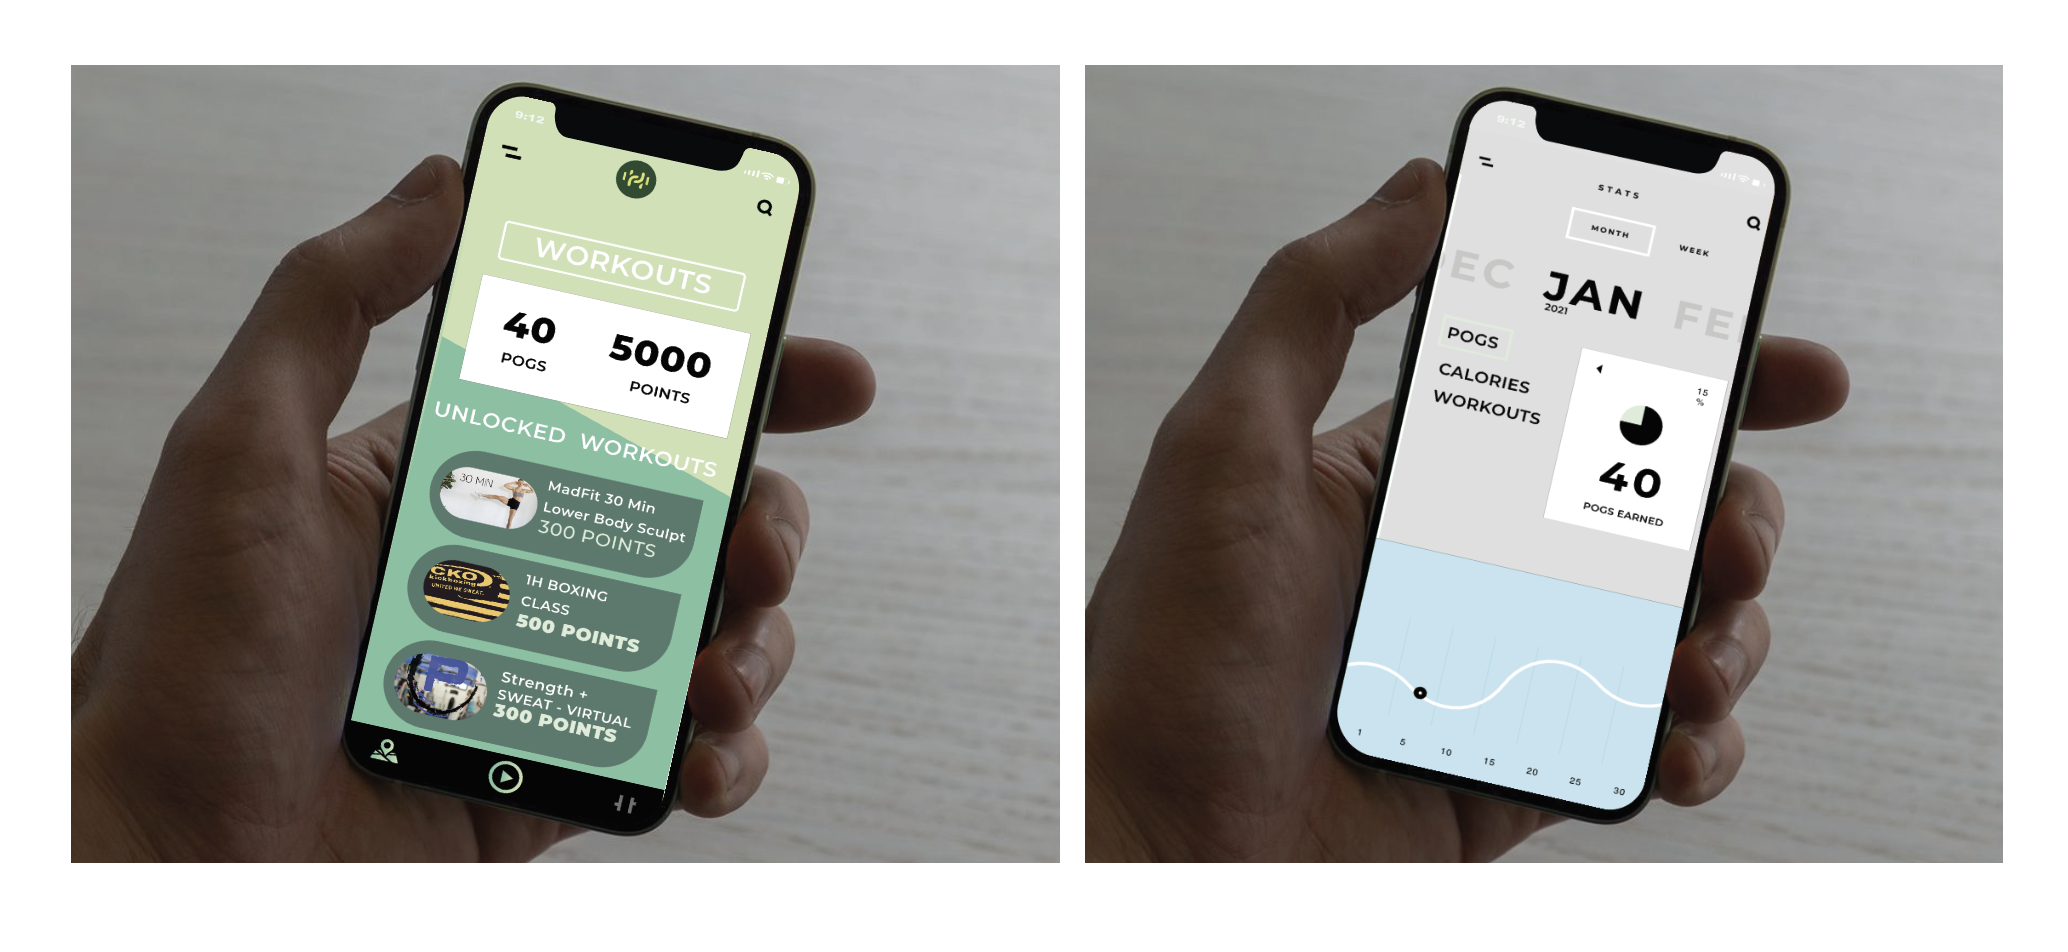 9:12
WORKOUTS
40
POGS
5000
POINTS
UNLOCKED WORKOUTS
30 MIN
MadFit 30 Min
Lower Body Sculpt
300 POINTS
CKO
kickboxing
UNITED WE SWEAT.
1H BOXING
CLASS
500 POINTS
P
Strength +
SWEAT - VIRTUAL
300 POINTS
9:12
STATS
MONTH
WEEK
DEC
JAN
FEB
2021
POGS
CALORIES
WORKOUTS
15
%
40
POGS EARNED
1 5 10 15 20 25 30